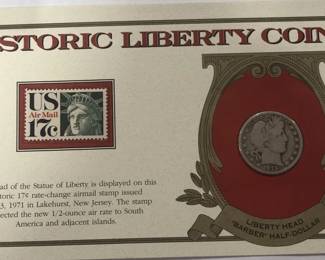 STORIC LIBERTY COIN
US
Air Mail
17c
ad of the Statue of Liberty is displayed on this
toric 17¢ rate-change airmail stamp issued
3, 1971 in Lakehurst, New Jersey. The stamp
ected the new 1/2-ounce air rate to South
America and adjacent islands.
LIBERTY HEAD
"BARBER" HALF-DOLLAR